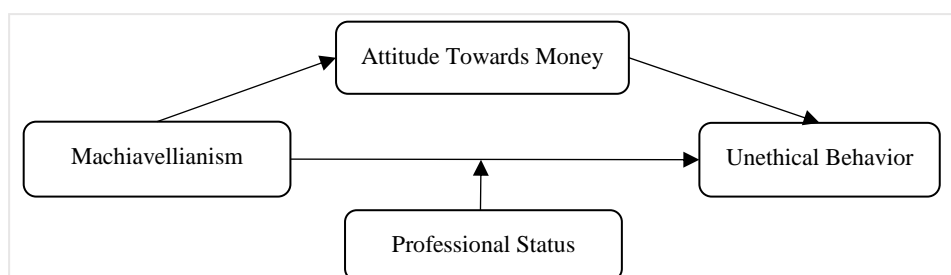 Attitude Towards Money
Machiavellianism
Unethical Behavior
Professional Status